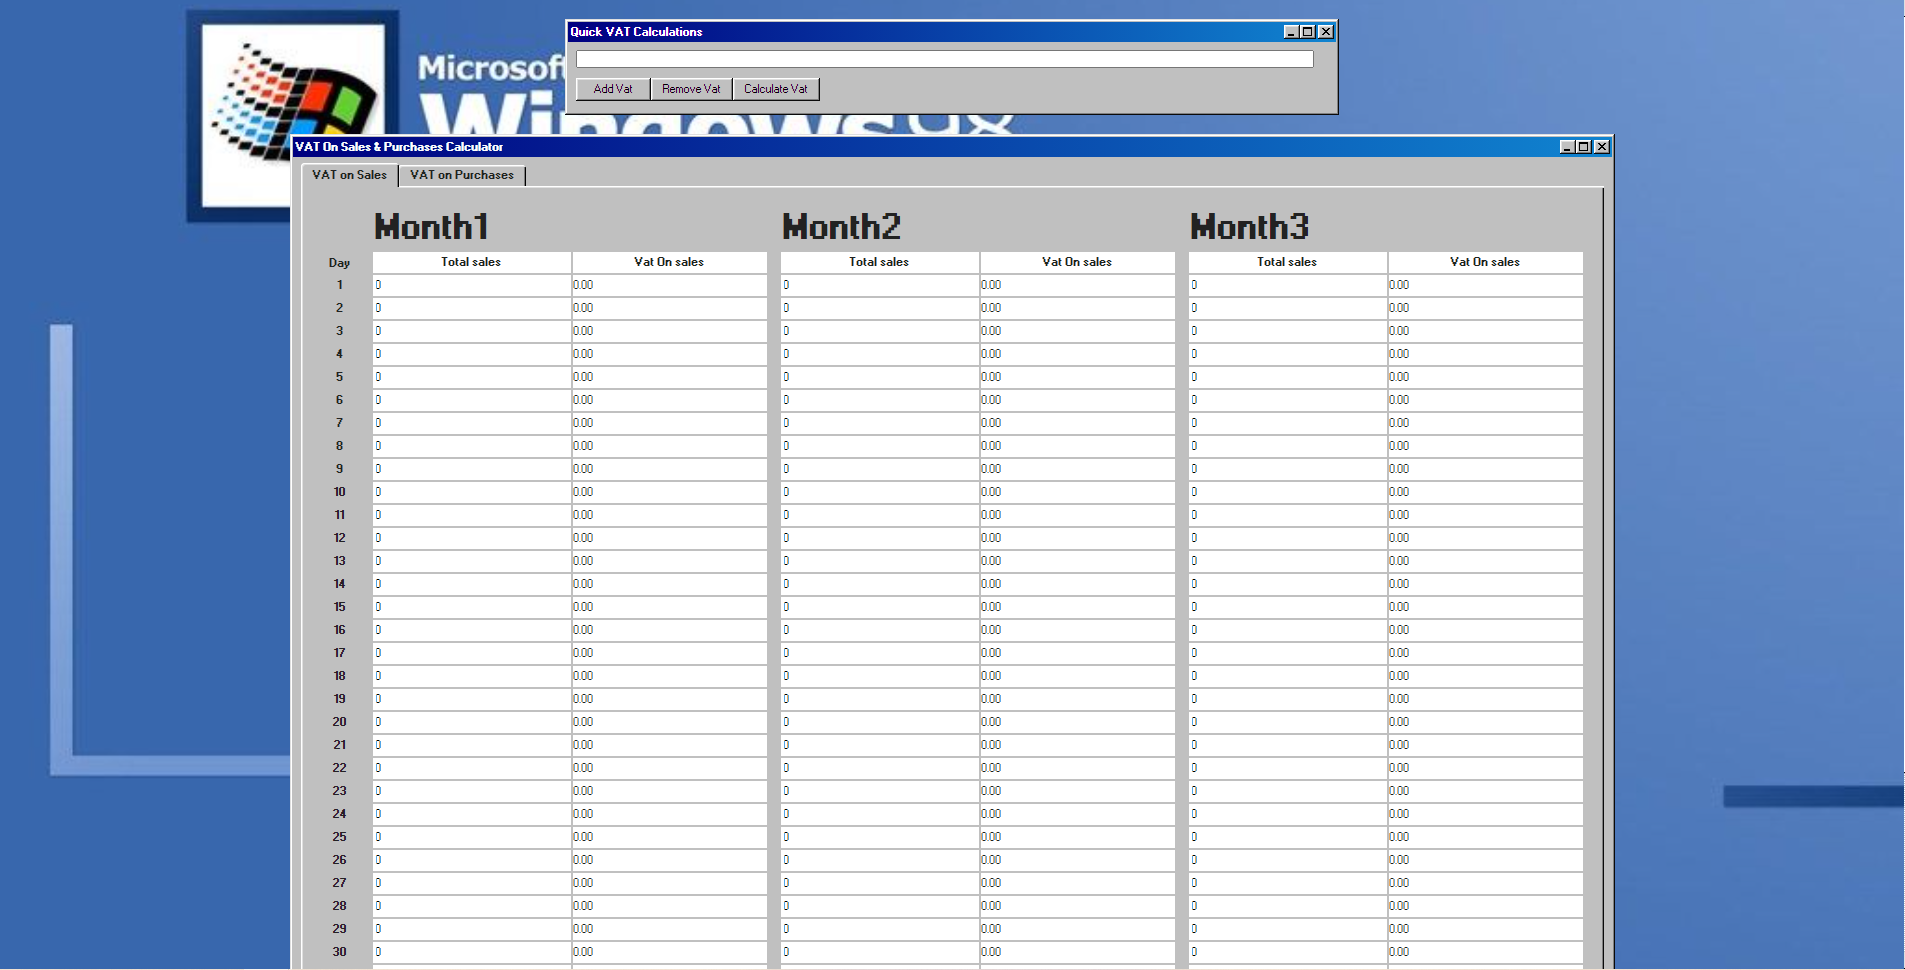 Quick VAT Calculations
Microsoft
Add Vat Remove Vat Calculate Vat
Windows 98
VAT On Sales & Purchases Calculator
VAT on Sales VAT on Purchases
Month1 Month2 Month3
Day Total sales Vat On sales Total sales Vat On sales Total sales Vat On sales
1 0 0.00 0 0.00 0 0.00
2 0 0.00 0 0.00 0 0.00
3 0 0.00 0 0.00 0 0.00
4 0 0.00 0 0.00 0 0.00
5 0 0.00 0 0.00 0 0.00
6 0 0.00 0 0.00 0 0.00
7 0 0.00 0 0.00 0 0.00
8 0 0.00 0 0.00 0 0.00
9 0 0.00 0 0.00 0 0.00
10 0 0.00 0 0.00 0 0.00
11 0 0.00 0 0.00 0 0.00
12 0 0.00 0 0.00 0 0.00
13 0 0.00 0 0.00 0 0.00
14 0 0.00 0 0.00 0 0.00
15 0 0.00 0 0.00 0 0.00
16 0 0.00 0 0.00 0 0.00
17 0 0.00 0 0.00 0 0.00
18 0 0.00 0 0.00 0 0.00
19 0 0.00 0 0.00 0 0.00
20 0 0.00 0 0.00 0 0.00
21 0 0.00 0 0.00 0 0.00
22 0 0.00 0 0.00 0 0.00
23 0 0.00 0 0.00 0 0.00
24 0 0.00 0 0.00 0 0.00
25 0 0.00 0 0.00 0 0.00
26 0 0.00 0 0.00 0 0.00
27 0 0.00 0 0.00 0 0.00
28 0 0.00 0 0.00 0 0.00
29 0 0.00 0 0.00 0 0.00
30 0 0.00 0 0.00 0 0.00